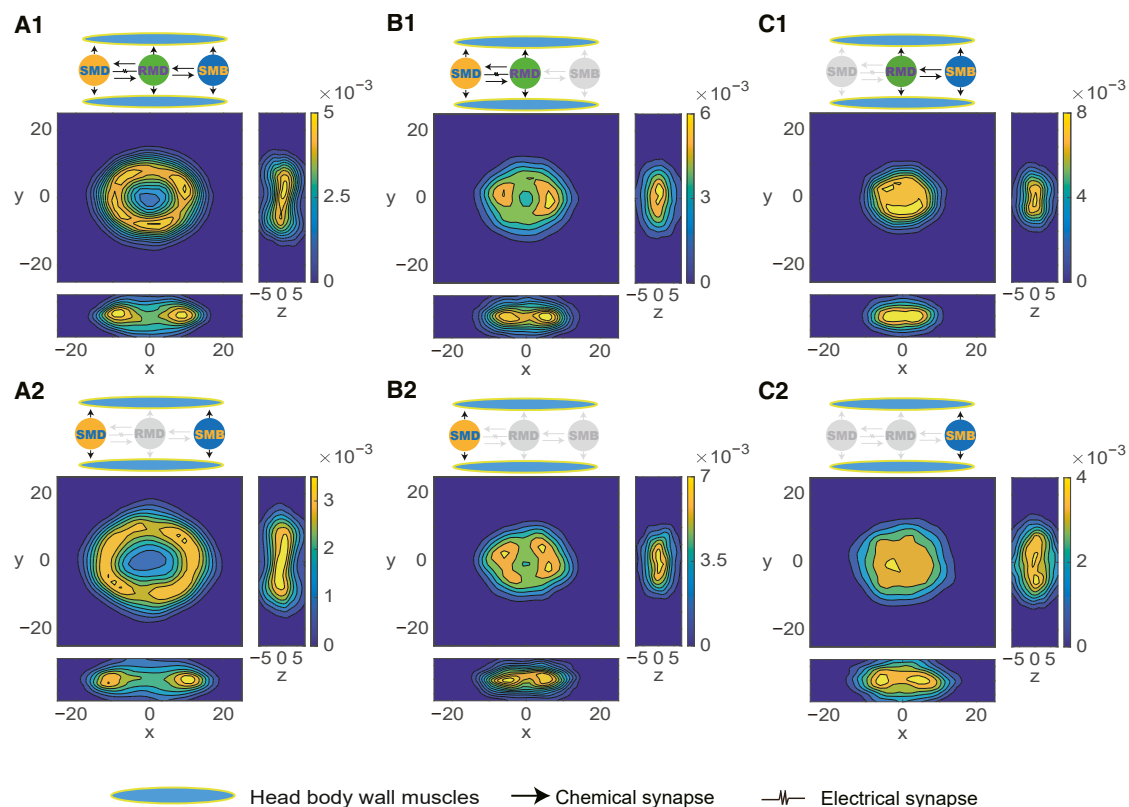 A1
B1
C1
SMD RMD SMB
SMD RMD SMB
SMD RMD SMB
×10⁻³
×10⁻³
×10⁻³
20
y 0
−20
5
2.5
0
−5 0 5
z
−20 0 20
x
20
y 0
−20
6
3
0
−5 0 5
z
−20 0 20
x
20
y 0
−20
8
4
0
−5 0 5
z
−20 0 20
x
A2
B2
C2
SMD RMD SMB
SMD RMD SMB
SMD RMD SMB
×10⁻³
×10⁻³
×10⁻³
20
y 0
−20
3
2
1
0
−5 0 5
z
−20 0 20
x
20
y 0
−20
7
3.5
0
−5 0 5
z
−20 0 20
x
20
y 0
−20
4
2
0
−5 0 5
z
−20 0 20
x
Head body wall muscles
Chemical synapse
Electrical synapse